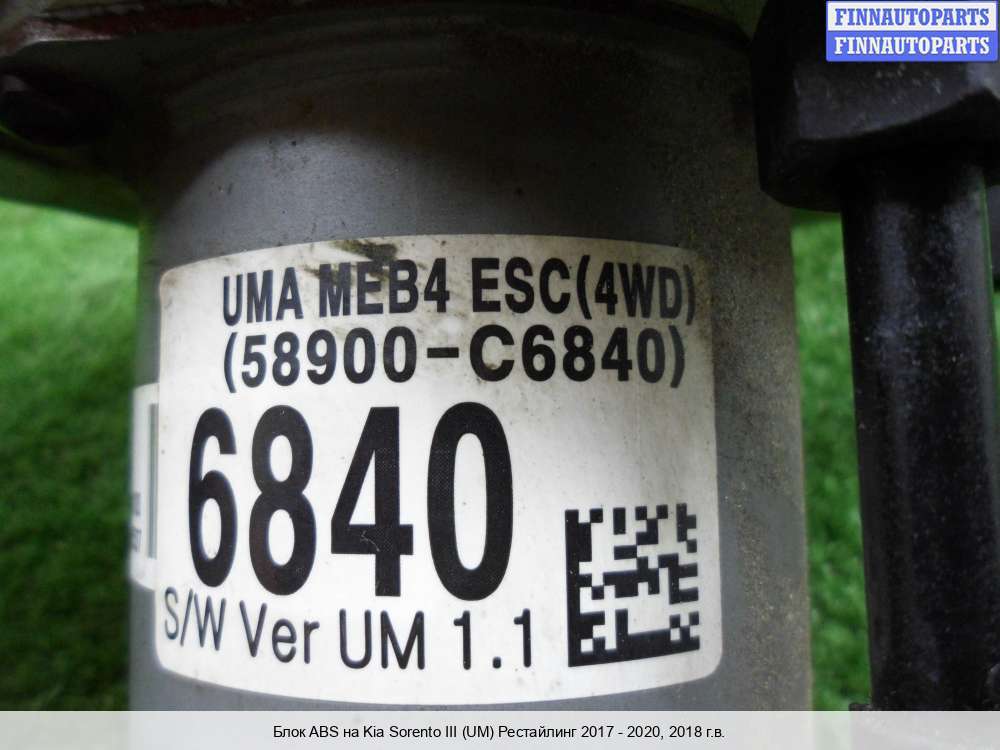 FINNAUTOPARTS
FINNAUTOPARTS
UMA MEB4 ESC(4WD)
(58900-C6840)
6840
S/W Ver UM 1.1
Блок ABS на Kia Sorento III (UM) Рестайлинг 2017 - 2020, 2018 г.в.